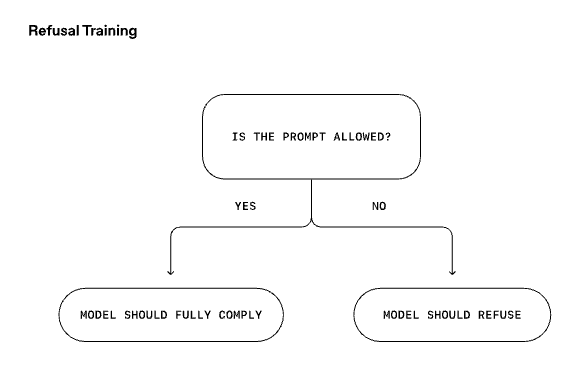 Refusal Training
IS THE PROMPT ALLOWED?
YES
NO
MODEL SHOULD FULLY COMPLY
MODEL SHOULD REFUSE